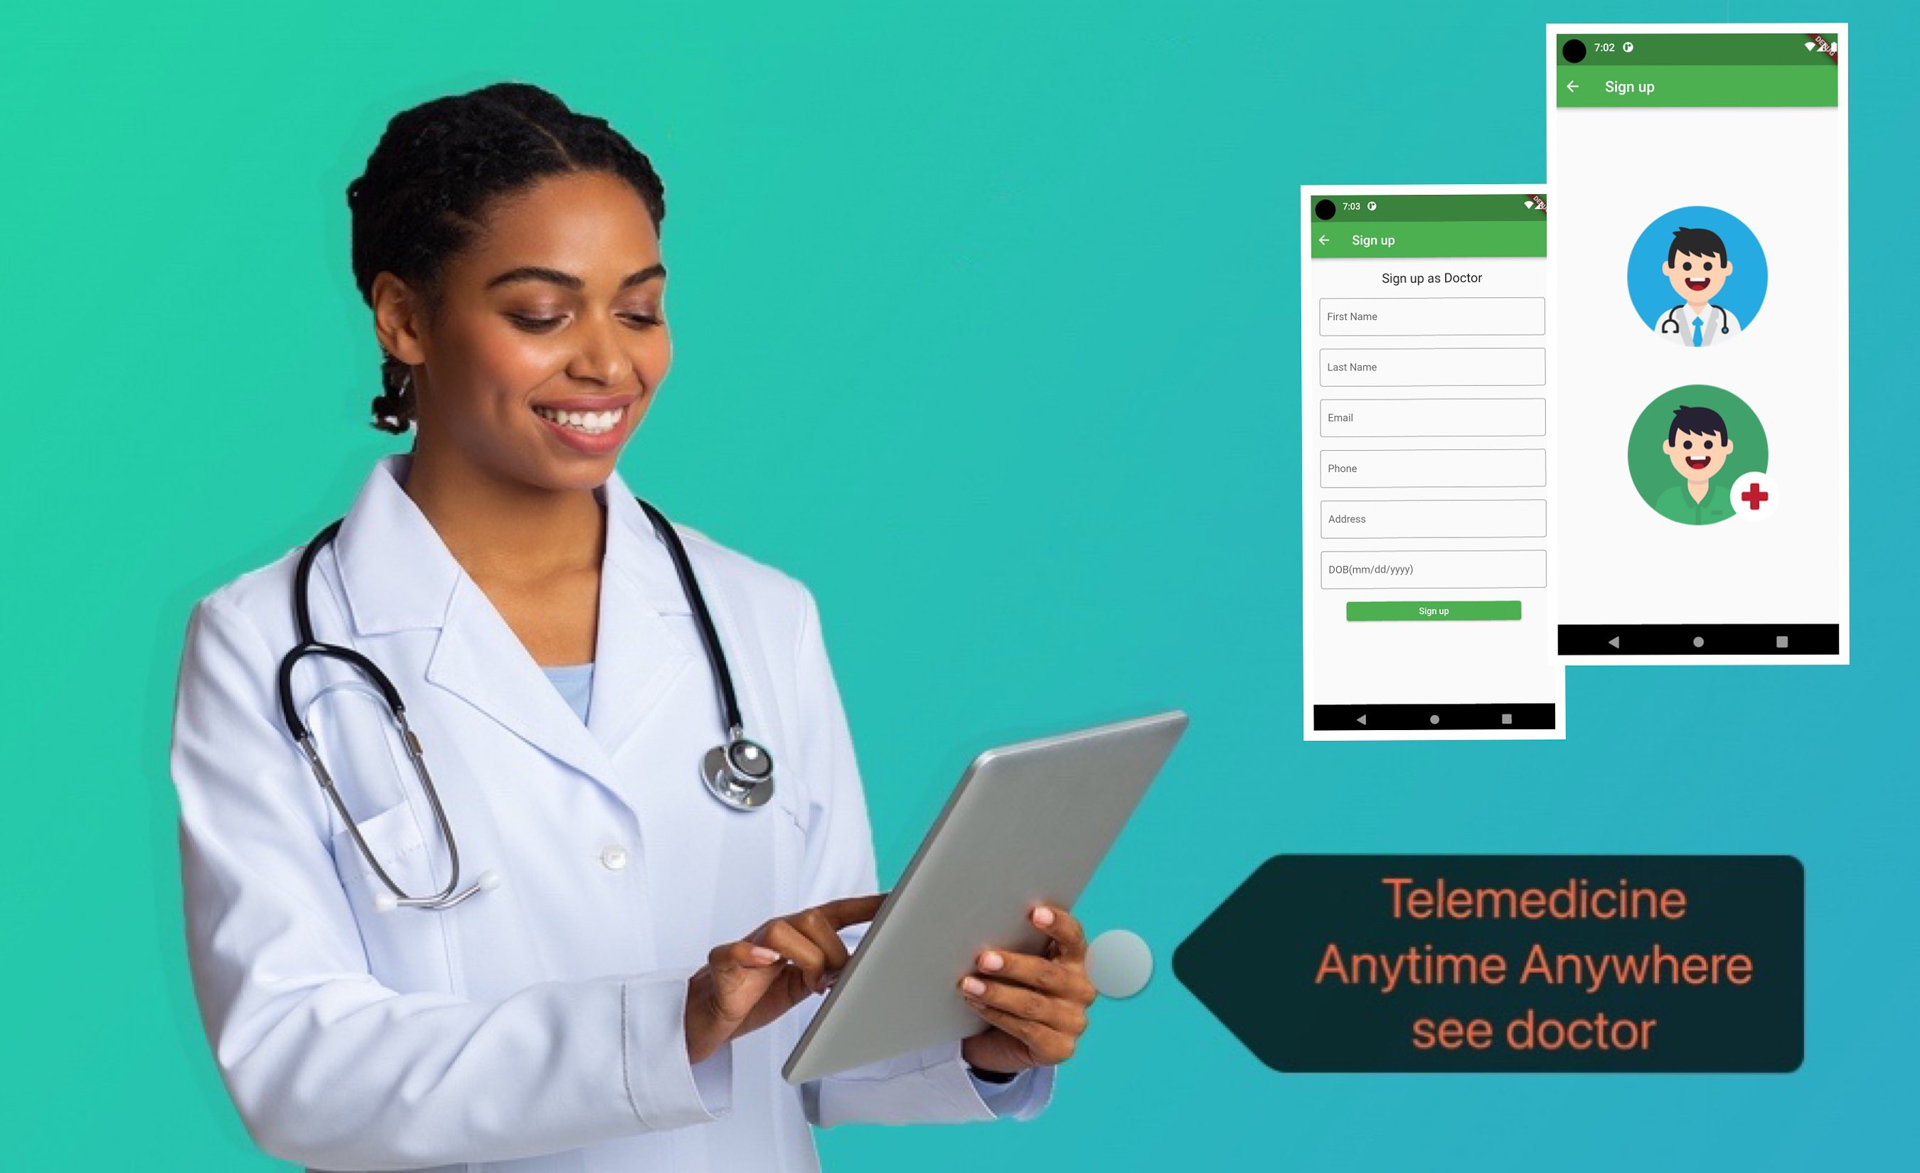 7:02
DEBUG
Sign up
7:03
Sign up
Sign up as Doctor
First Name
Last Name
Email
Phone
Address
DOB(mm/dd/yyyy)
Sign up
Telemedicine
Anytime Anywhere
see doctor